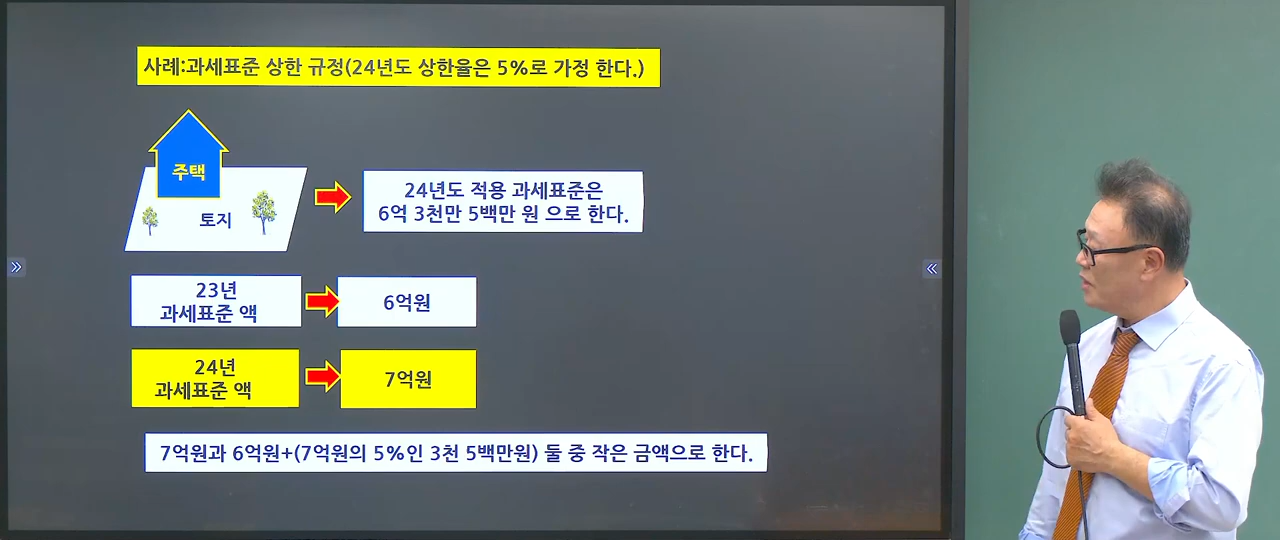 사례:과세표준 상한 규정(24년도 상한율은 5%로 가정 한다.)
주택
토지
24년도 적용 과세표준은
6억 3천만 5백만 원 으로 한다.
23년
과세표준 액
6억원
24년
과세표준 액
7억원
7억원과 6억원+(7억원의 5%인 3천 5백만원) 둘 중 작은 금액으로 한다.